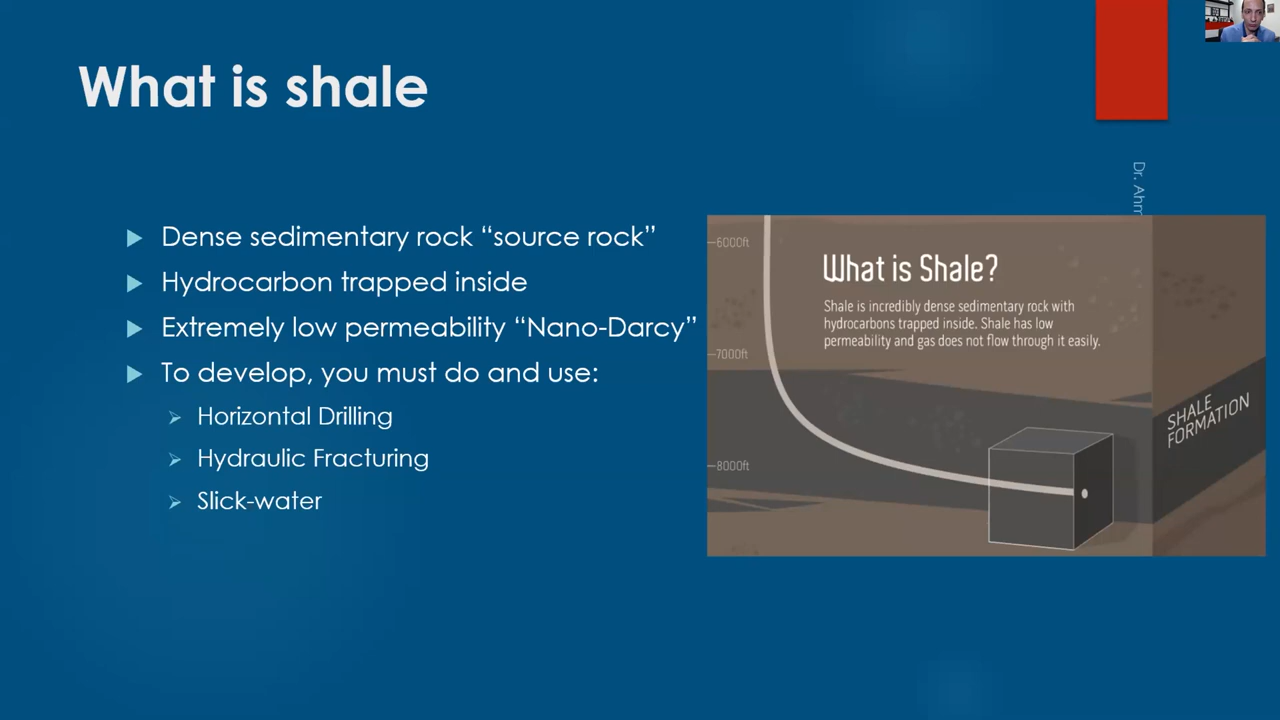 What is shale
Dense sedimentary rock “source rock”
Hydrocarbon trapped inside
Extremely low permeability “Nano-Darcy”
To develop, you must do and use:
Horizontal Drilling
Hydraulic Fracturing
Slick-water
Dr. Ahm
6000ft
What is Shale?
Shale is incredibly dense sedimentary rock with
hydrocarbons trapped inside. Shale has low
permeability and gas does not flow through it easily.
7000ft
SHALE
FORMATION
8000ft